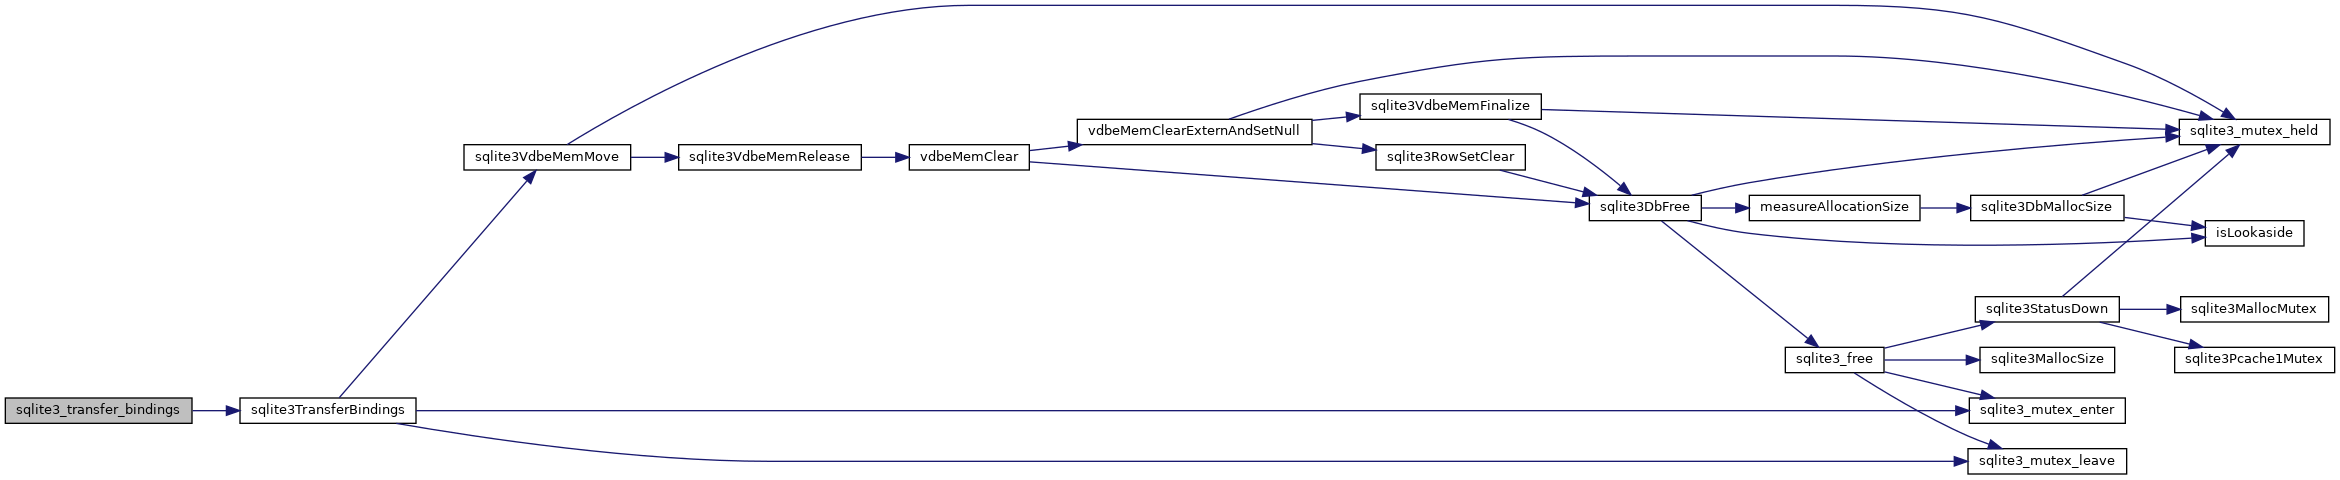 sqlite3_transfer_bindings
sqlite3TransferBindings
sqlite3VdbeMemMove
sqlite3VdbeMemRelease
vdbeMemClear
vdbeMemClearExternAndSetNull
sqlite3VdbeMemFinalize
sqlite3RowSetClear
sqlite3DbFree
measureAllocationSize
sqlite3DbMallocSize
sqlite3_mutex_held
isLookaside
sqlite3_free
sqlite3StatusDown
sqlite3MallocMutex
sqlite3MallocSize
sqlite3Pcache1Mutex
sqlite3_mutex_enter
sqlite3_mutex_leave